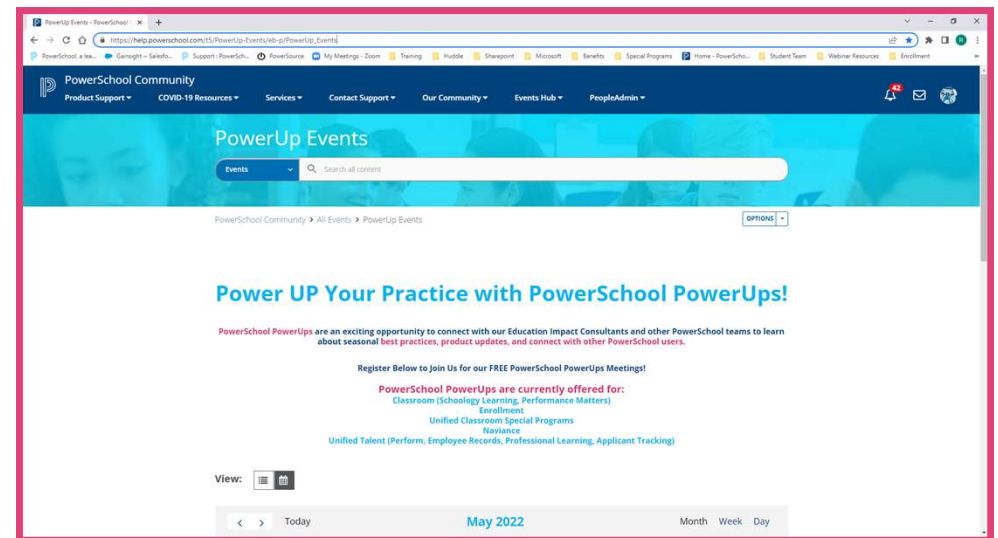 PowerUp Events - PowerSchool
https://help.powerschool.com/t5/PowerUp-Events/eb-p/PowerUp_Events
PowerSchool, a lea... Gainsight – Salesfo... Support : PowerSch... PowerSource My Meetings - Zoom Training Huddle Sharepoint Microsoft Benefits Special Programs Home - PowerScho... Student Team Webinar Resources Enrollment
PowerSchool Community
Product Support COVID-19 Resources Services Contact Support Our Community Events Hub PeopleAdmin
42
PowerUp Events
Events Search all content
PowerSchool Community > All Events > PowerUp Events
OPTIONS
Power UP Your Practice with PowerSchool PowerUps!
PowerSchool PowerUps are an exciting opportunity to connect with our Education Impact Consultants and other PowerSchool teams to learn
about seasonal best practices, product updates, and connect with other PowerSchool users.
Register Below to Join Us for our FREE PowerSchool PowerUps Meetings!
PowerSchool PowerUps are currently offered for:
Classroom (Schoology Learning, Performance Matters)
Enrollment
Unified Classroom Special Programs
Naviance
Unified Talent (Perform, Employee Records, Professional Learning, Applicant Tracking)
View:
< > Today May 2022 Month Week Day